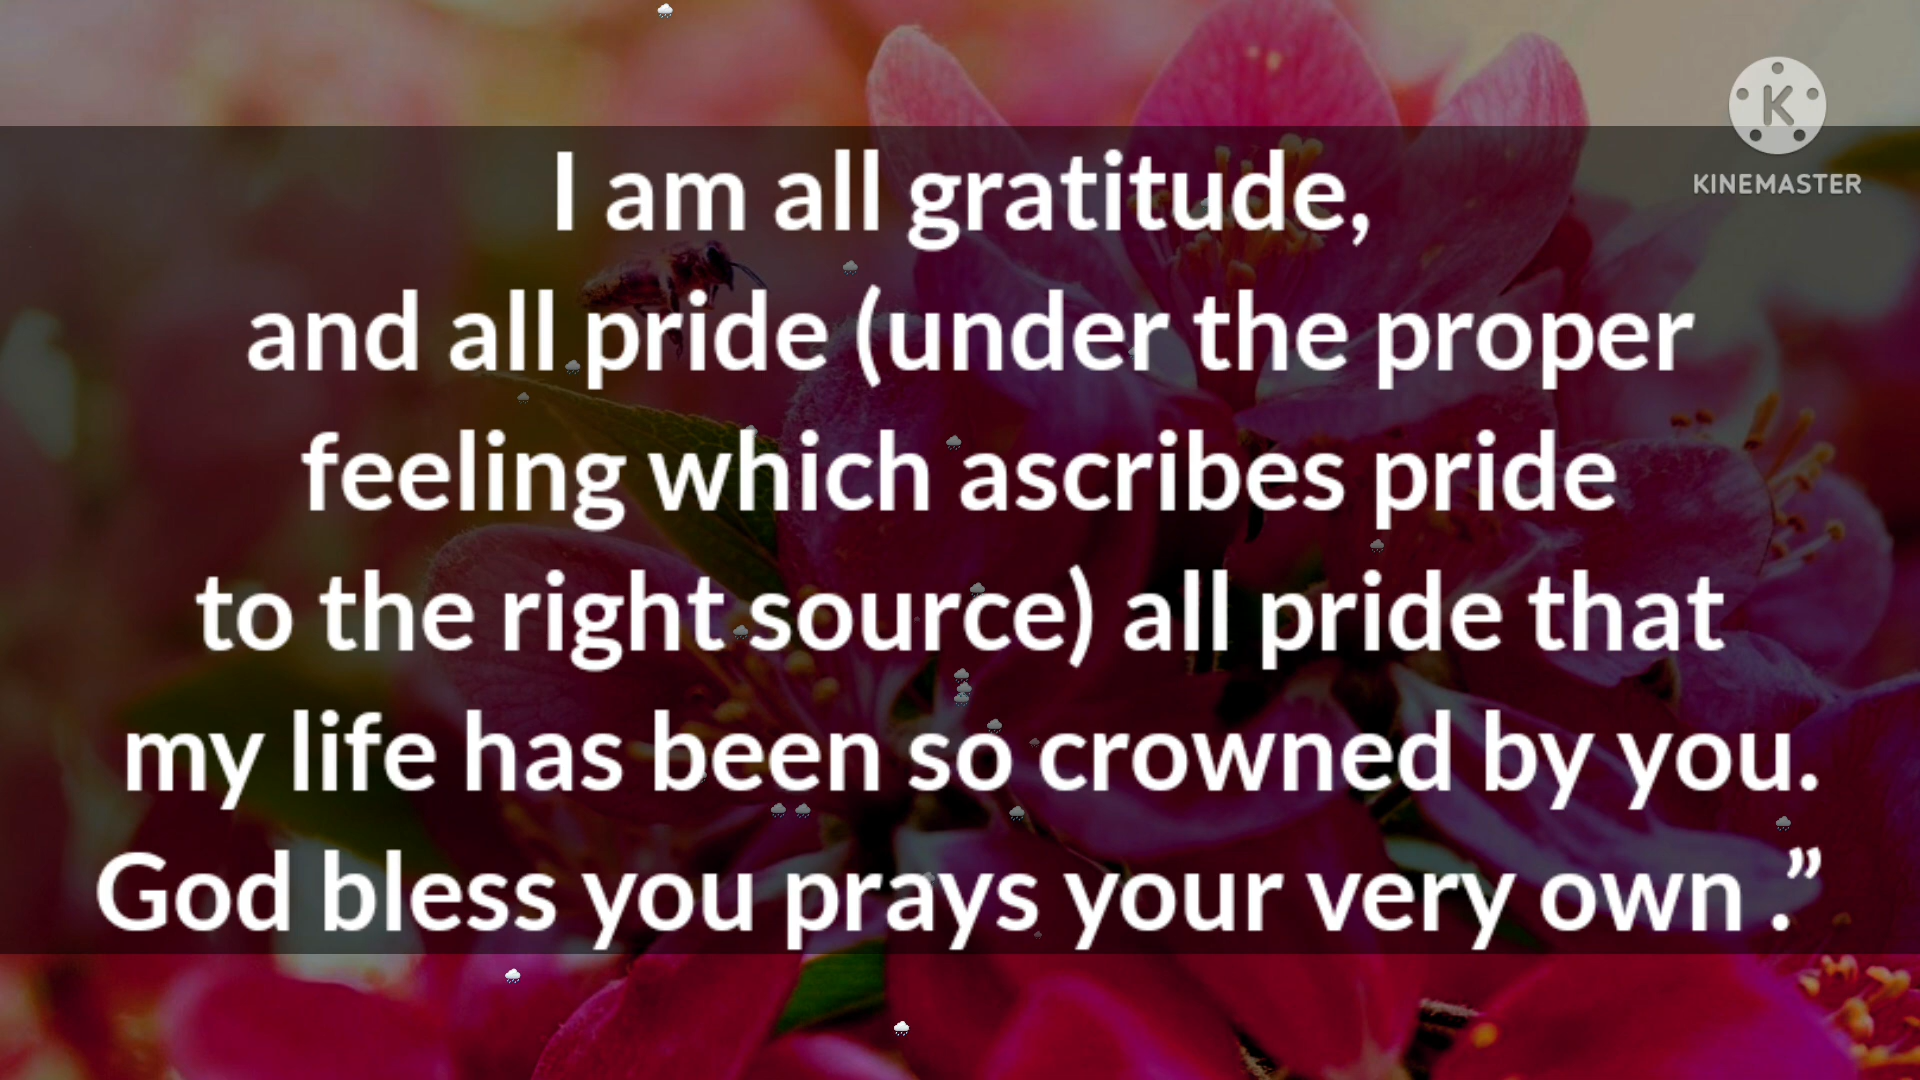 KINEMASTER
I am all gratitude,
and all pride (under the proper
feeling which ascribes pride
to the right source) all pride that
my life has been so crowned by you.
God bless you prays your very own .”